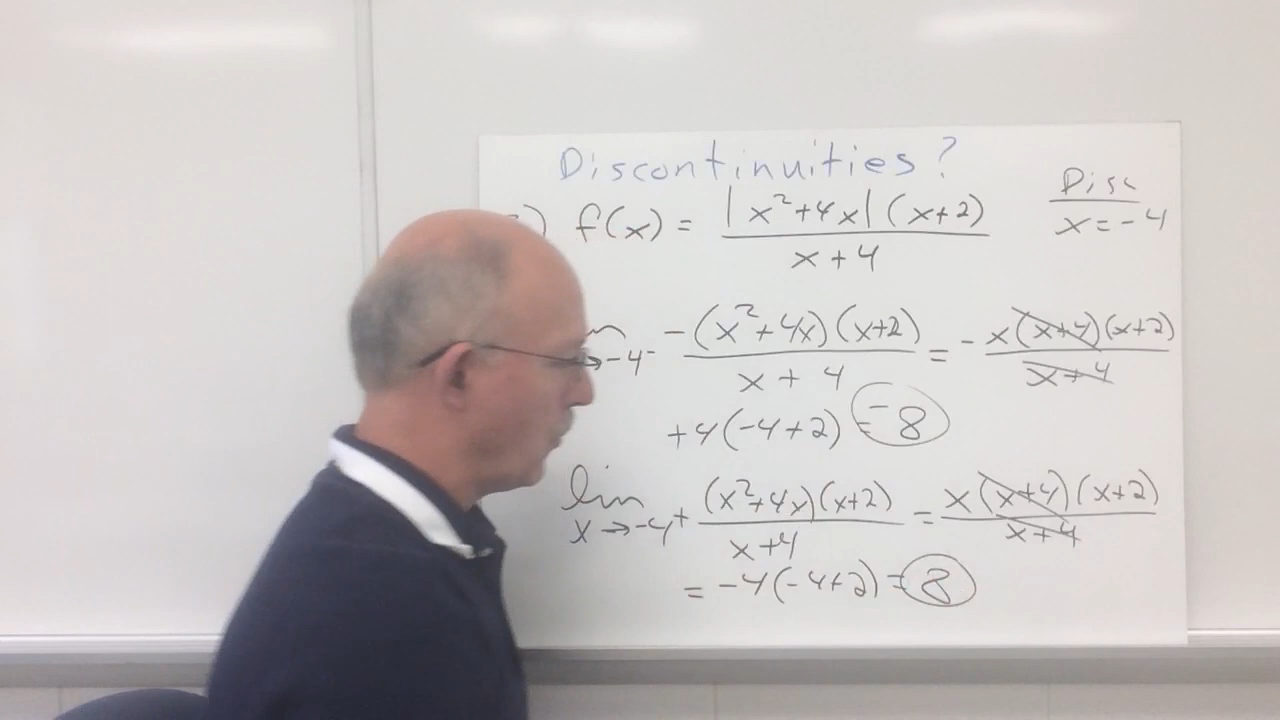 Discontinuities?
) f(x) = |x²+4x|(x+2)
x+4
Disc
x = -4
-(x²+4x)(x+2) = -x(x+4)(x+2)
→-4⁻ x+4 x+4
+4(-4+2) = -8
lim (x²+4x)(x+2) = x(x+4)(x+2)
x→-4⁺ x+4 x+4
= -4(-4+2) = 8